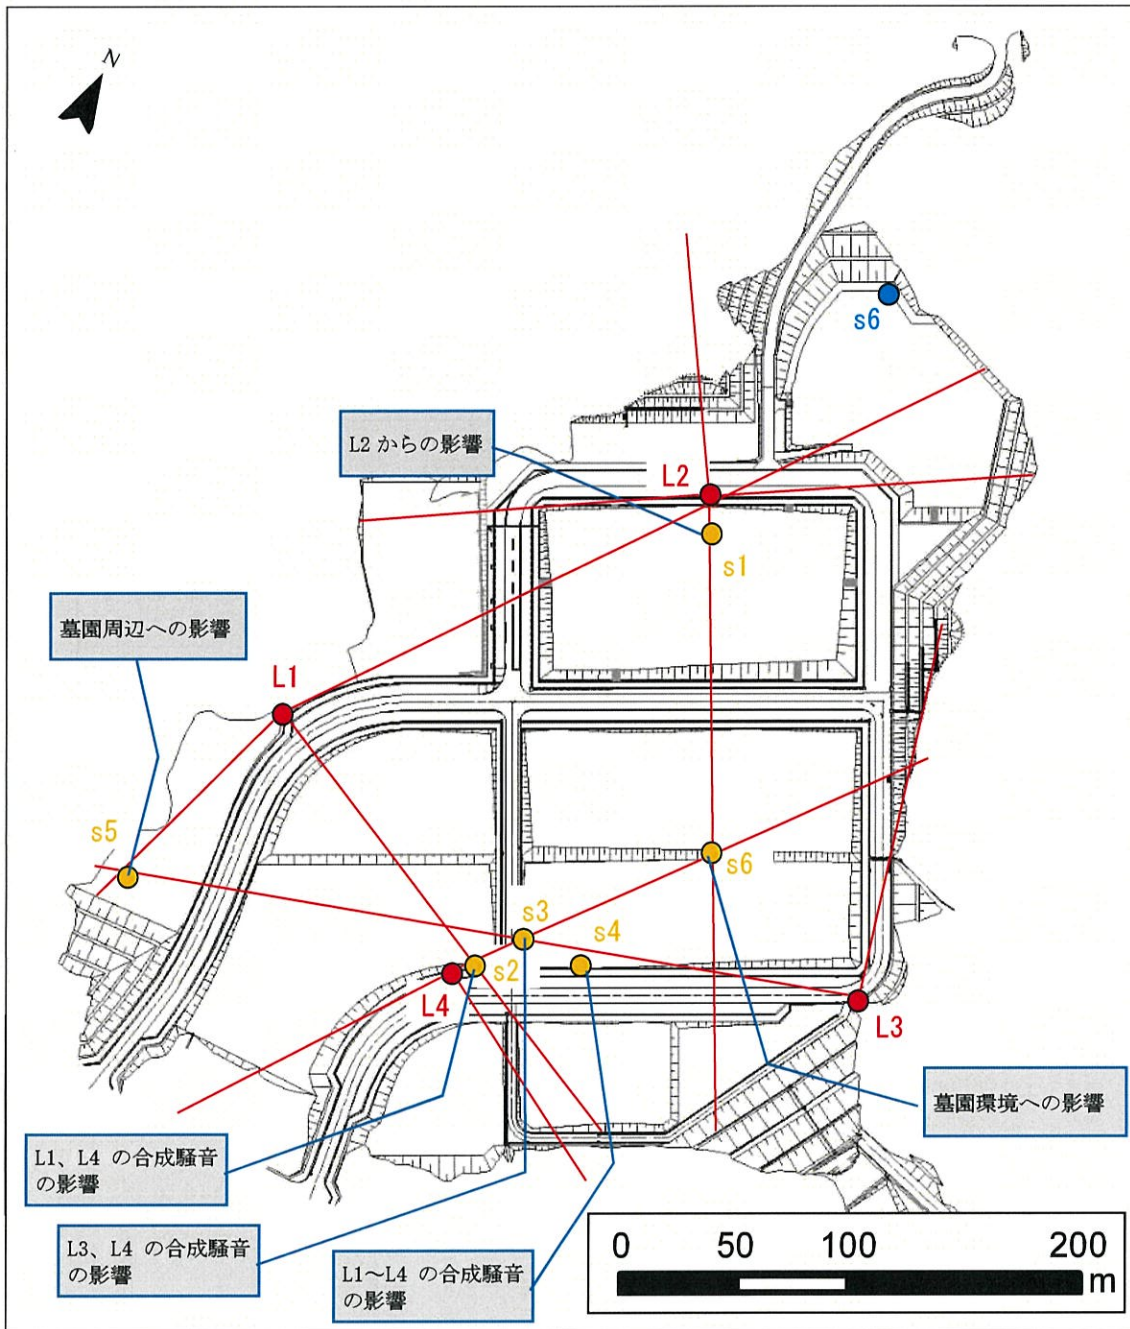 N
s6
L2 からの影響
L2
s1
墓園周辺への影響
L1
s5
s6
s3
s4
s2
L4
L3
墓園環境への影響
L1、L4 の合成騒音
の影響
L3、L4 の合成騒音
の影響
L1～L4 の合成騒音
の影響
0 50 100 200
m